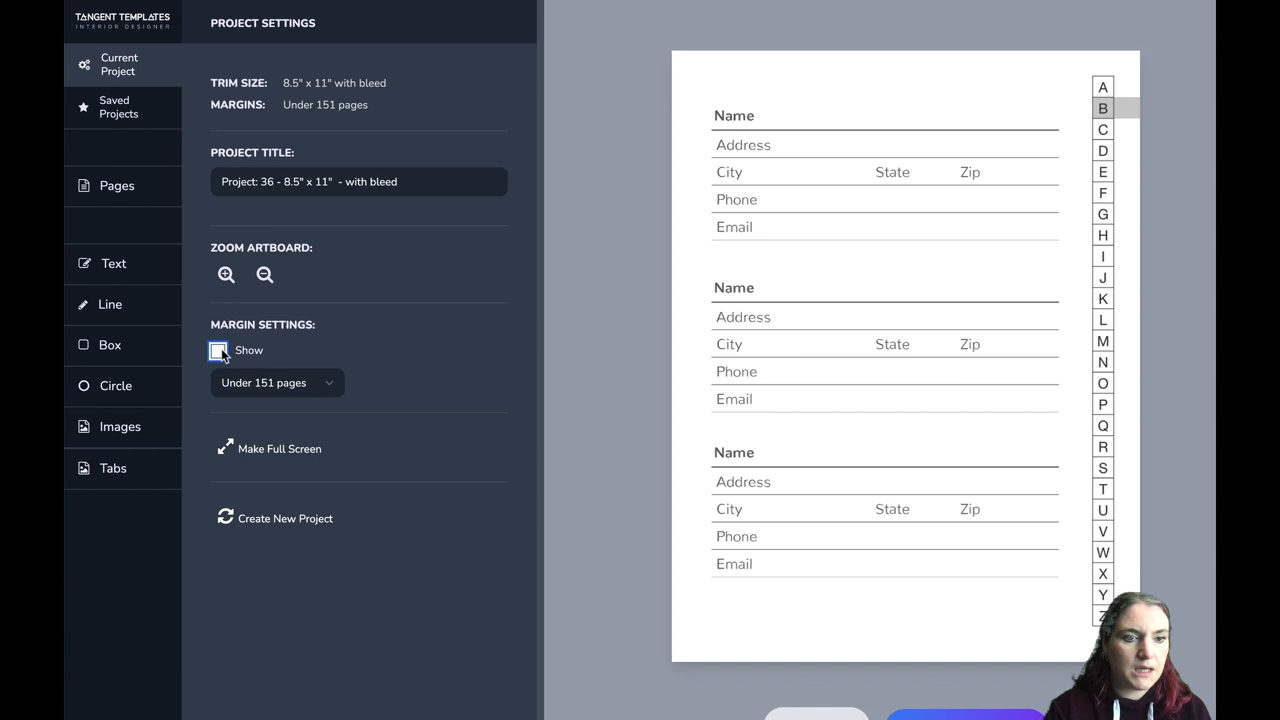 TANGENT TEMPLATES
INTERIOR DESIGNER
Current
Project
Saved
Projects
Pages
Text
Line
Box
Circle
Images
Tabs
PROJECT SETTINGS
TRIM SIZE: 8.5" x 11" with bleed
MARGINS: Under 151 pages
PROJECT TITLE:
Project: 36 - 8.5" x 11" - with bleed
ZOOM ARTBOARD:
MARGIN SETTINGS:
Show
Under 151 pages
Make Full Screen
Create New Project
Name
Address
City State Zip
Phone
Email
Name
Address
City State Zip
Phone
Email
Name
Address
City State Zip
Phone
Email
A
B
C
D
E
F
G
H
I
J
K
L
M
N
O
P
Q
R
S
T
U
V
W
X
Y
Z